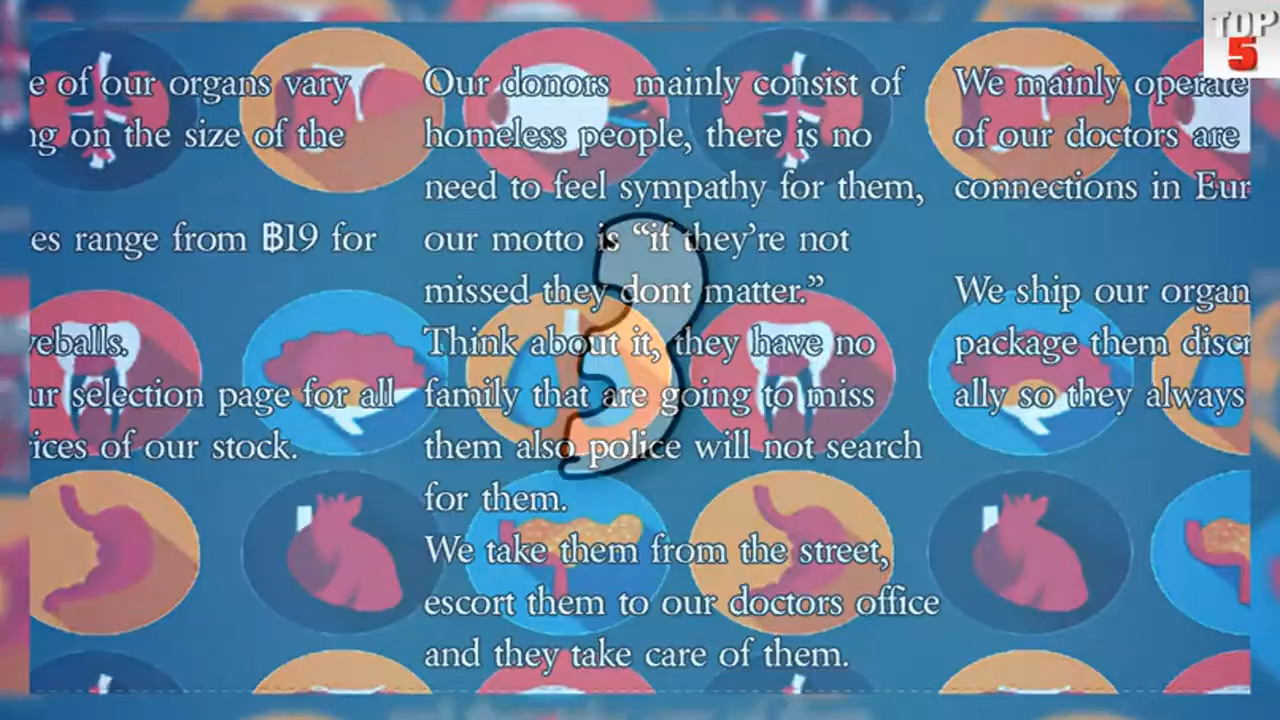 TOP
5
e of our organs vary
ng on the size of the
es range from ฿19 for
eballs.
ur selection page for all
ices of our stock.
Our donors mainly consist of
homeless people, there is no
need to feel sympathy for them,
our motto is “if they’re not
missed they dont matter.”
Think about it, they have no
family that are going to miss
them also police will not search
for them.
We take them from the street,
escort them to our doctors office
and they take care of them.
We mainly operate
of our doctors are
connections in Eur
We ship our organ
package them discr
ally so they always